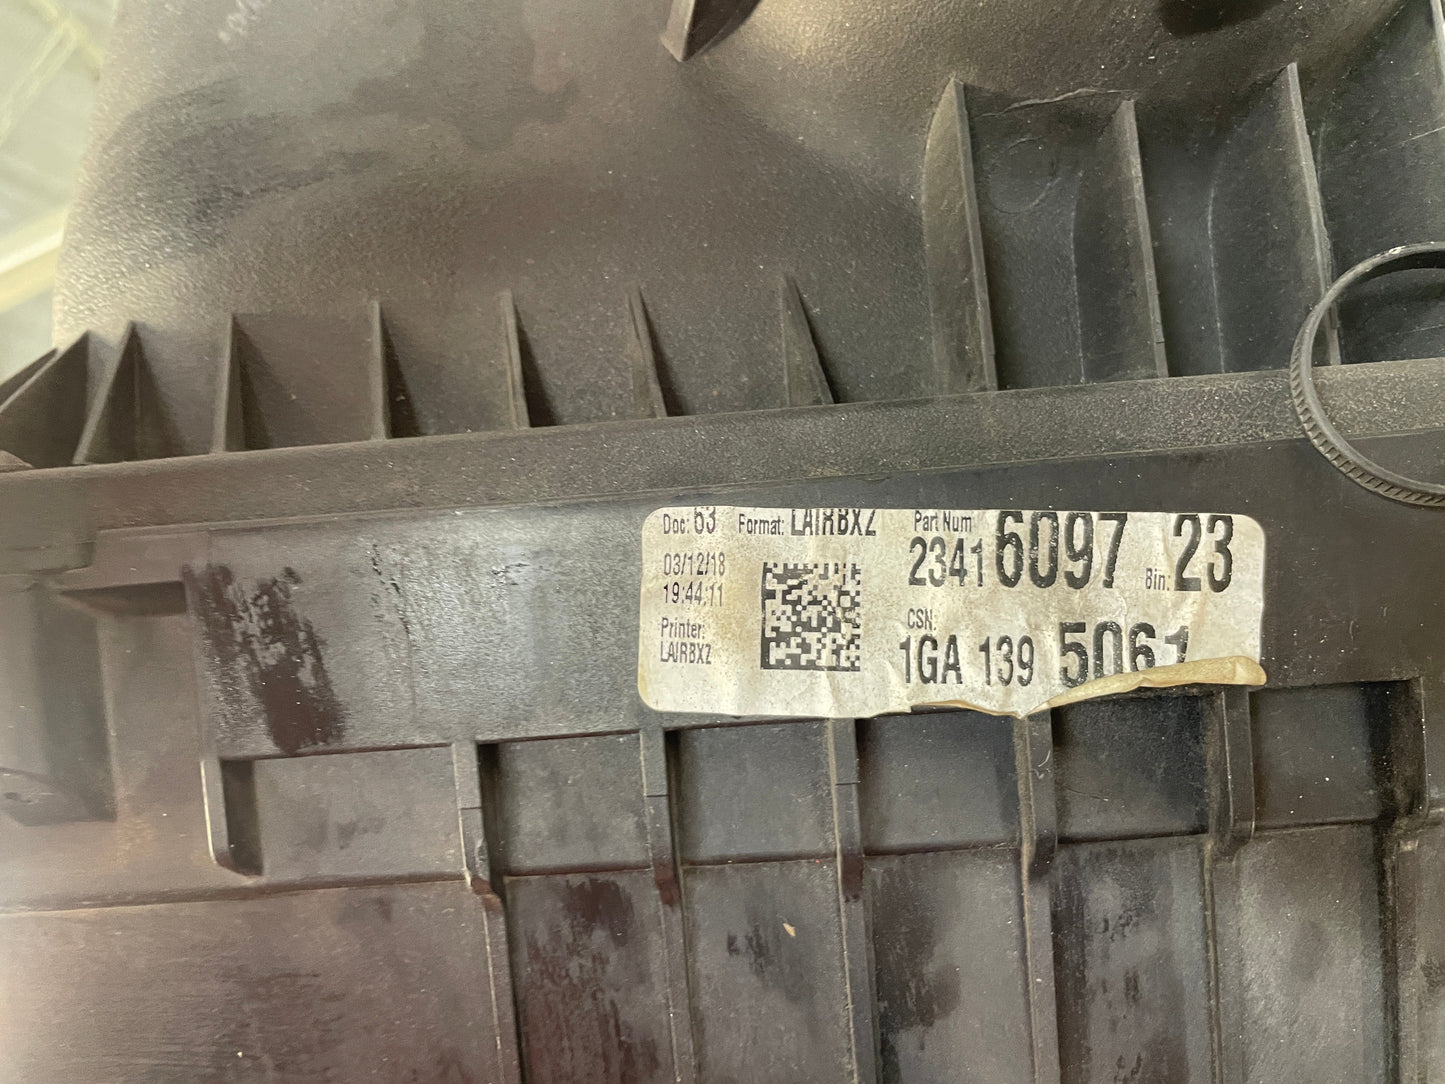 Doc: 63 Format: LAIRBXZ Part Num
03/12/18 2341 6097 Bin: 23
19:44:11
CSN:
Printer: 1GA 139 5061
LAIRBXZ